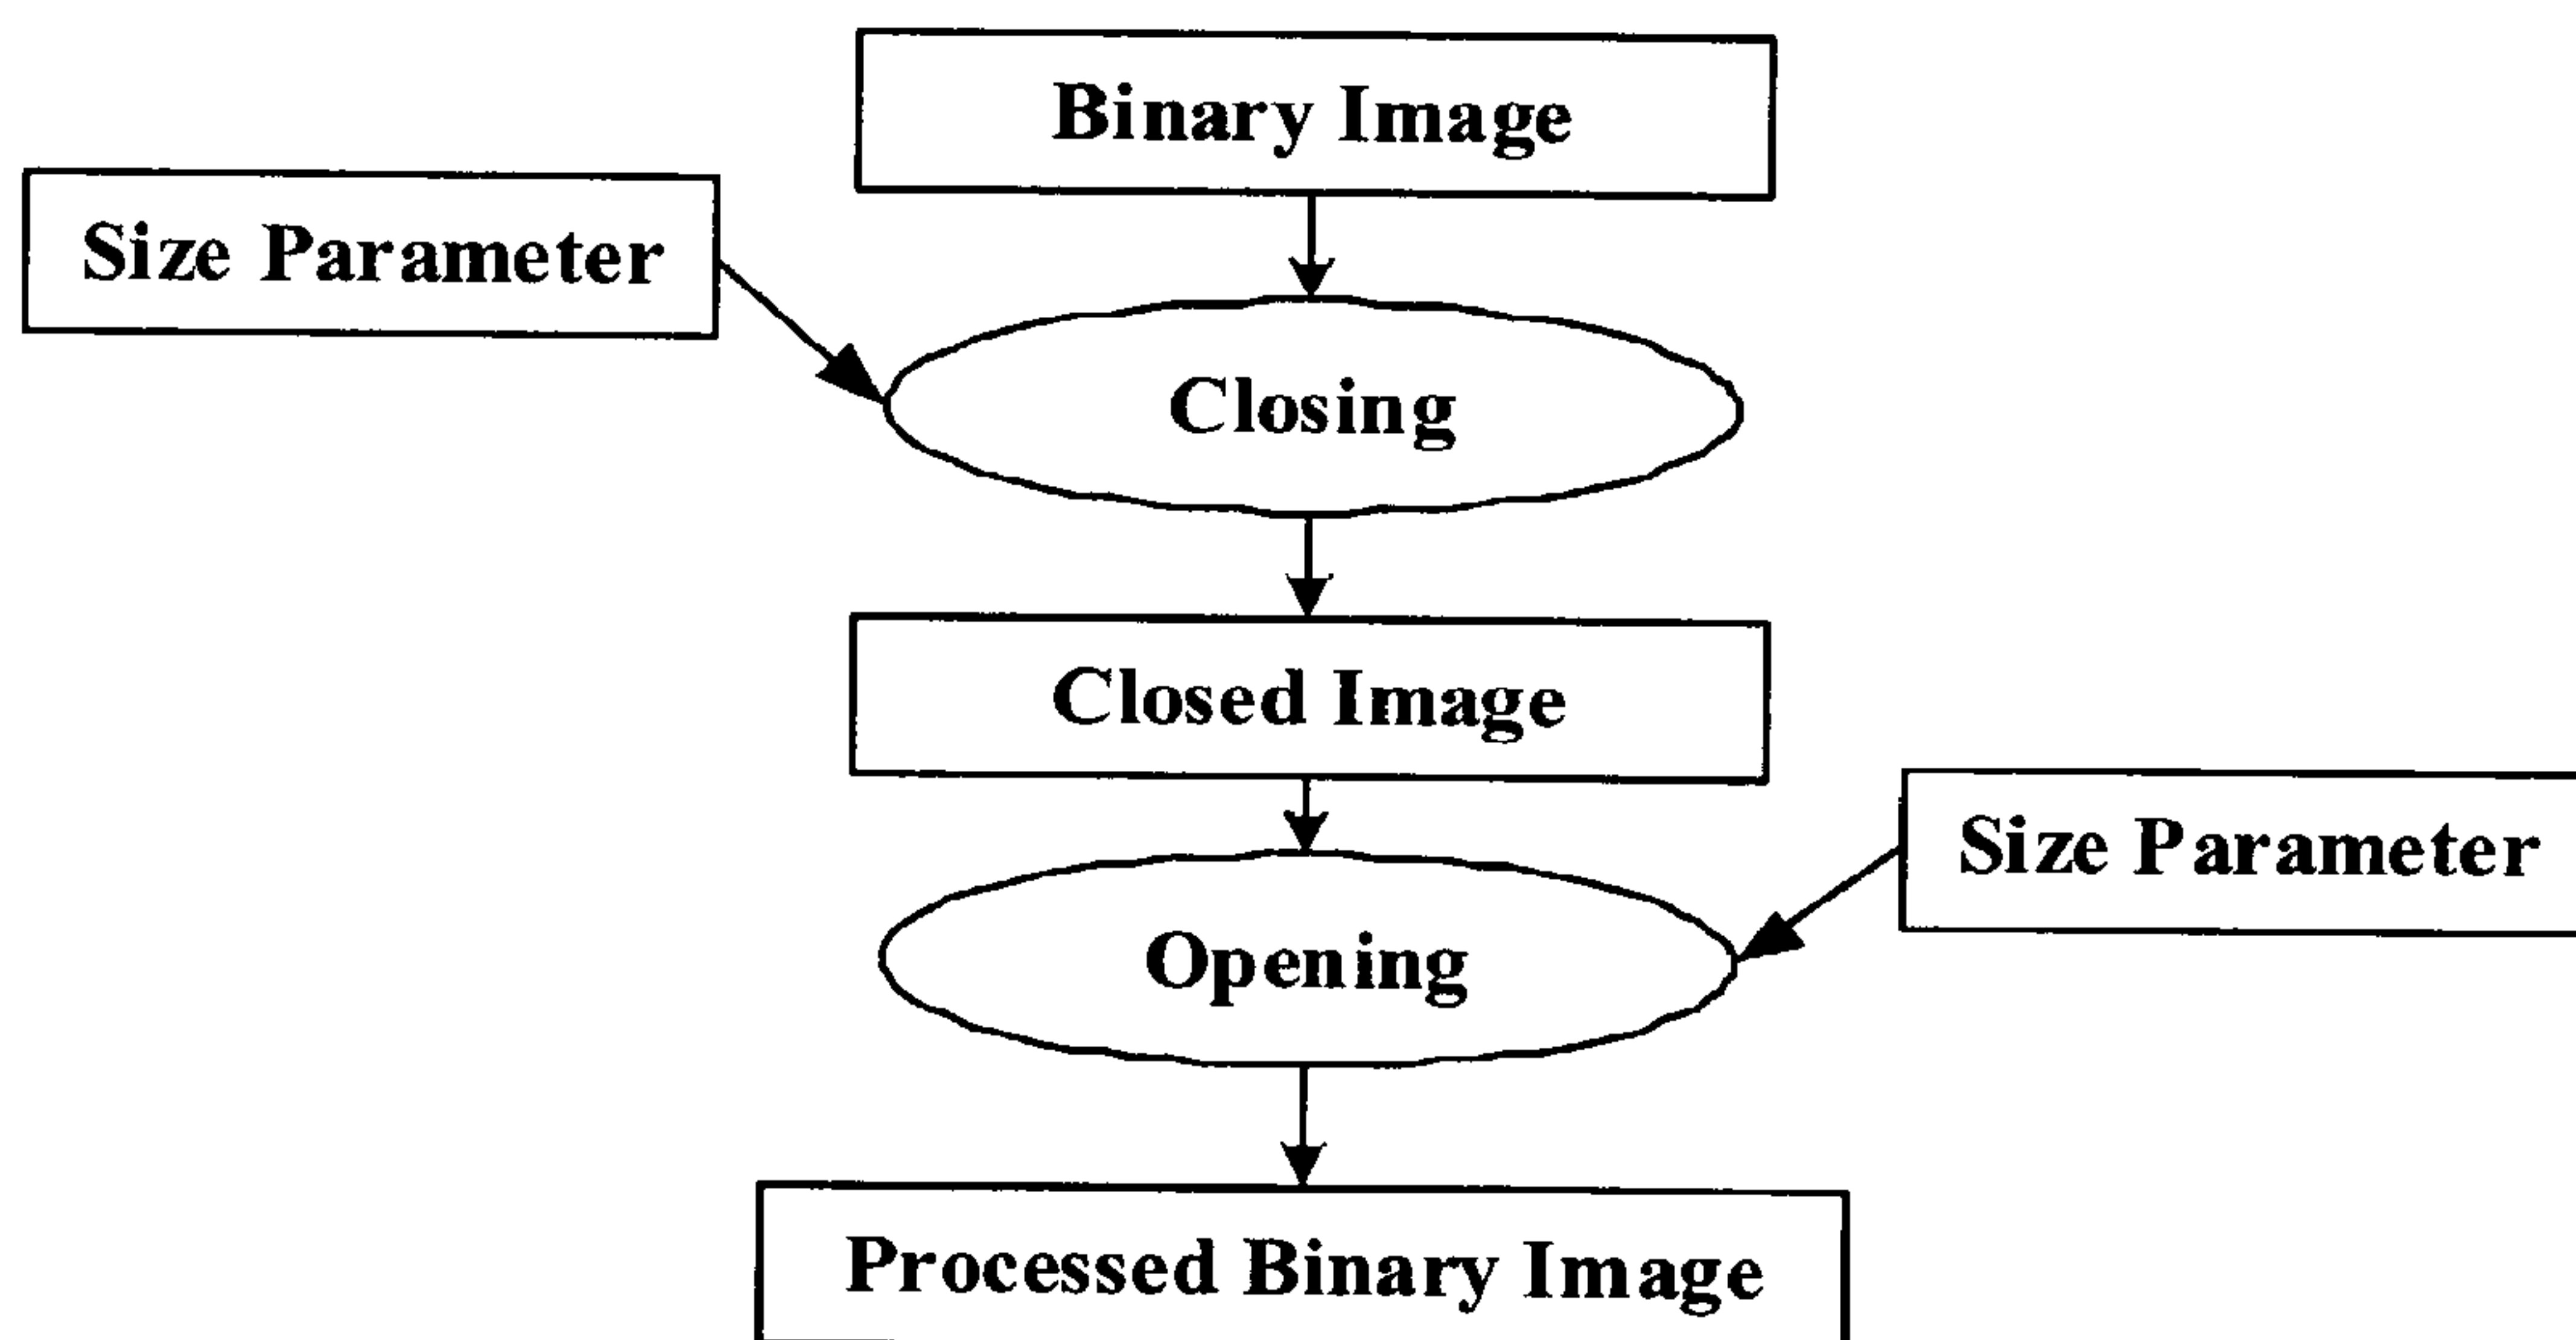 Binary Image
Size Parameter
Closing
Closed Image
Size Parameter
Opening
Processed Binary Image